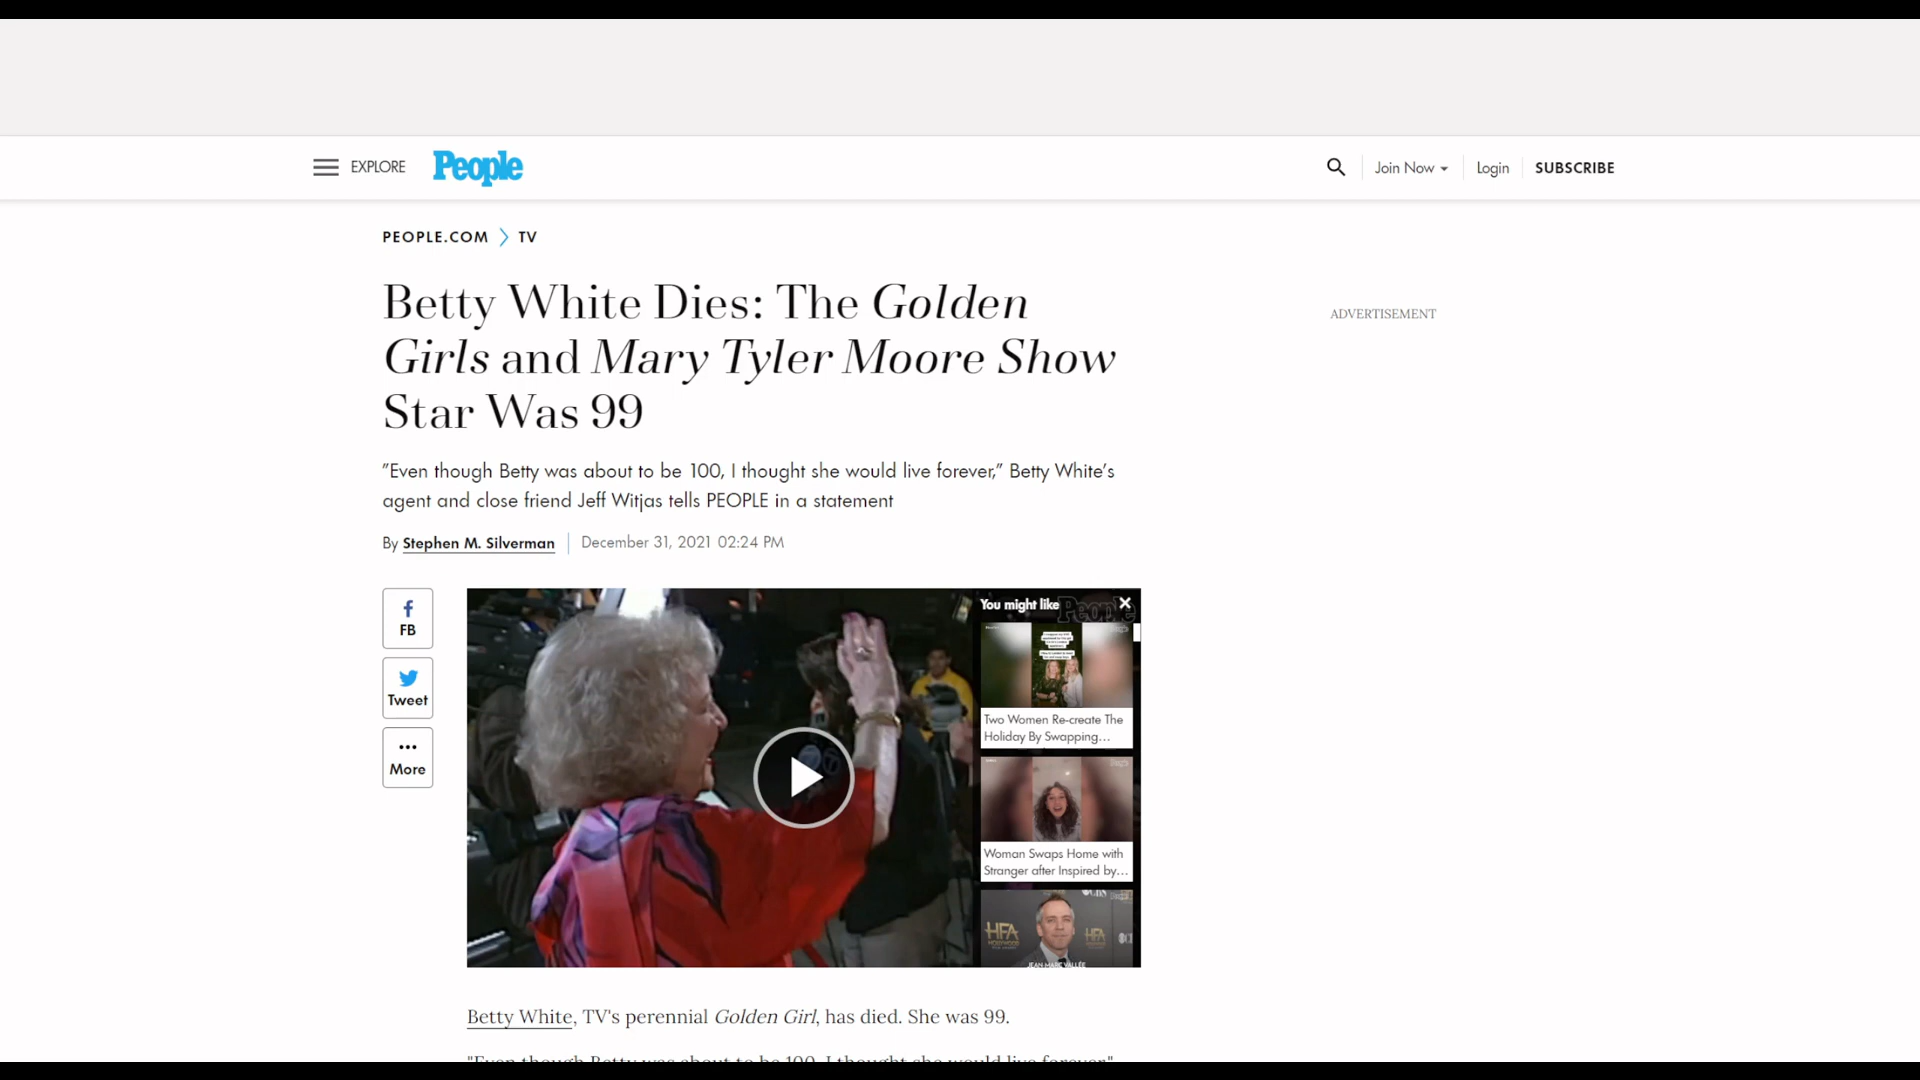 EXPLORE
People
Join Now
Login
SUBSCRIBE
PEOPLE.COM
TV
Betty White Dies: The Golden
Girls and Mary Tyler Moore Show
Star Was 99
ADVERTISEMENT
”Even though Betty was about to be 100, I thought she would live forever,” Betty White’s
agent and close friend Jeff Witjas tells PEOPLE in a statement
By Stephen M. Silverman
December 31, 2021 02:24 PM
FB
Tweet
More
You might like
People
Two Women Re-create The
Holiday By Swapping...
Woman Swaps Home with
Stranger after Inspired by...
HFA
HFA
JEAN-MARC VALLÉE
Betty White, TV's perennial Golden Girl, has died. She was 99.
"Even though Betty was about to be 100, I thought she would live forever,"